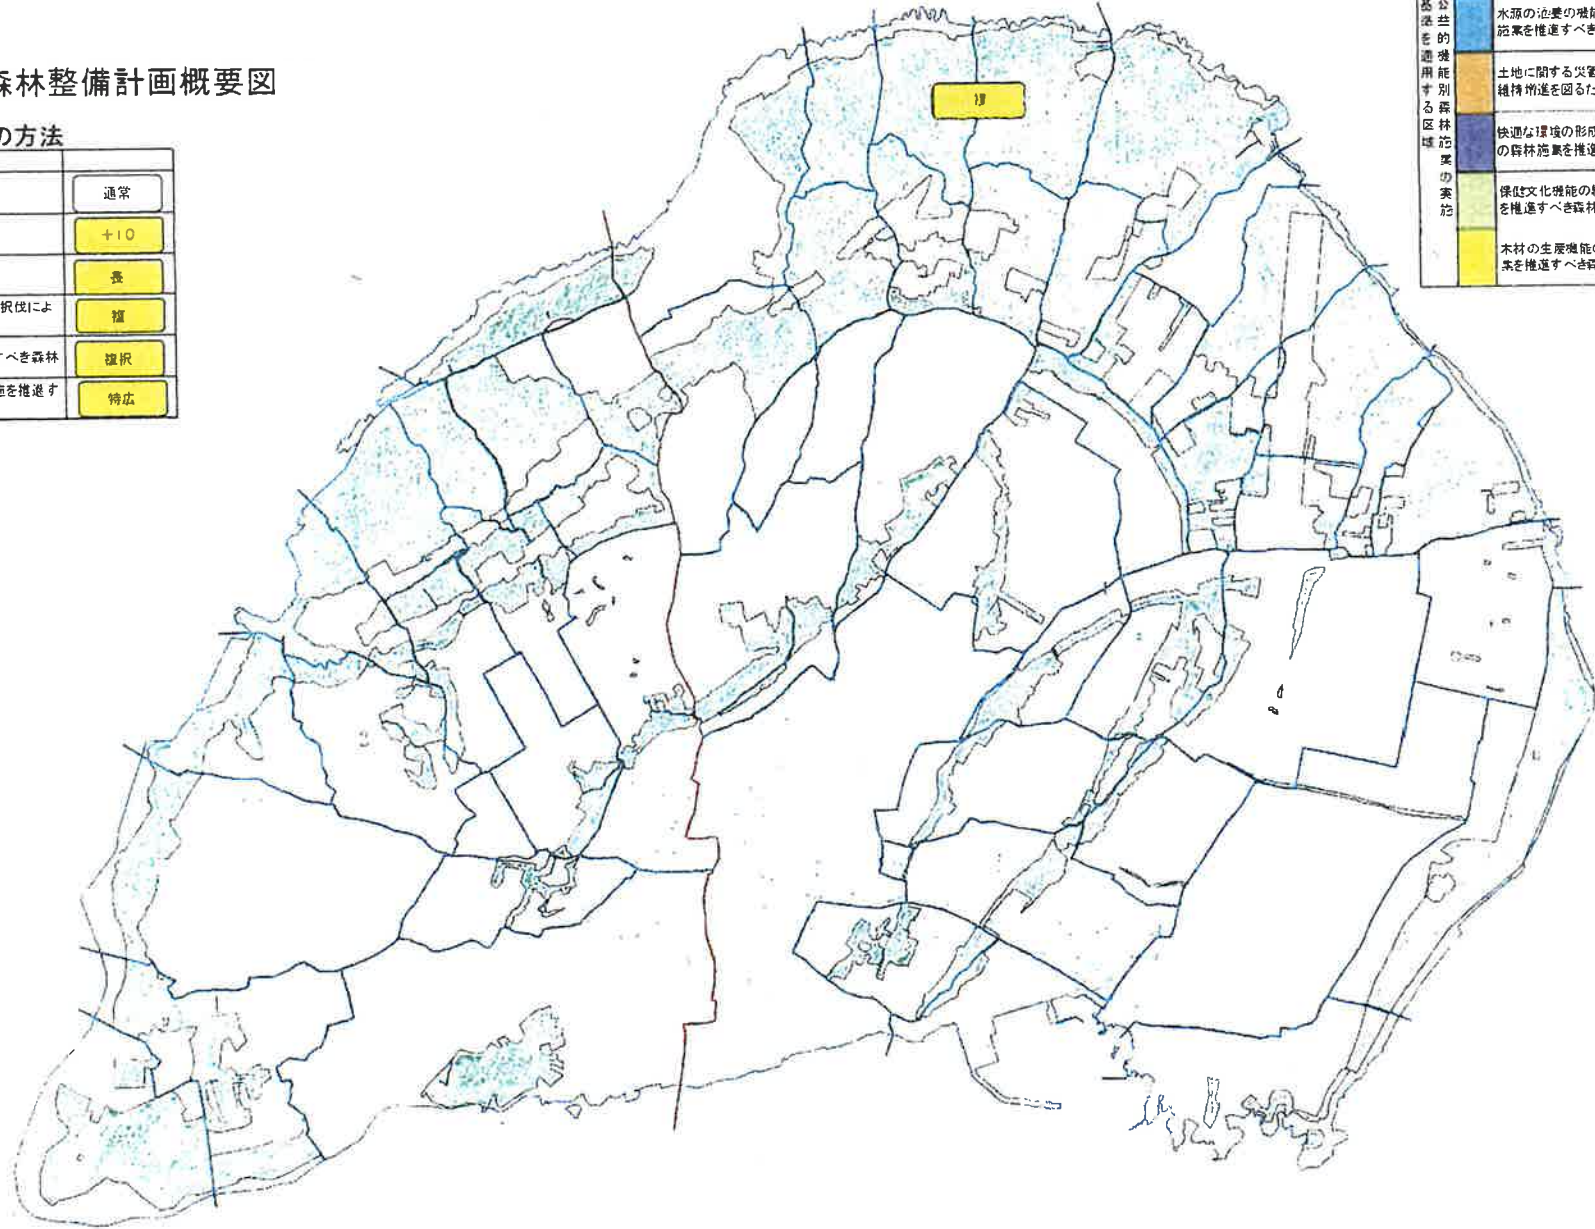 森林整備計画概要図
の方法
通常
+10
長
択伐によ
複
べき森林
複択
施を推進す
特広
複
公益的機能別森林施業の実施
基準を適用する区域
水源の涵養の機能
施業を推進すべき
土地に関する災害
維持増進を図るた
快適な環境の形成
の森林施業を推進
保健文化機能の維
を推進すべき森林
木材の生産機能の
業を推進すべき森